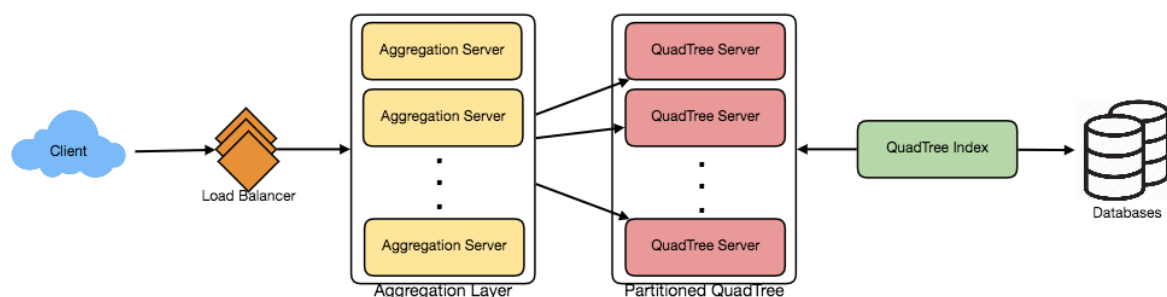 Client
Load Balancer
Aggregation Server
Aggregation Server
Aggregation Server
Aggregation Layer
QuadTree Server
QuadTree Server
QuadTree Server
Partitioned QuadTree
QuadTree Index
Databases